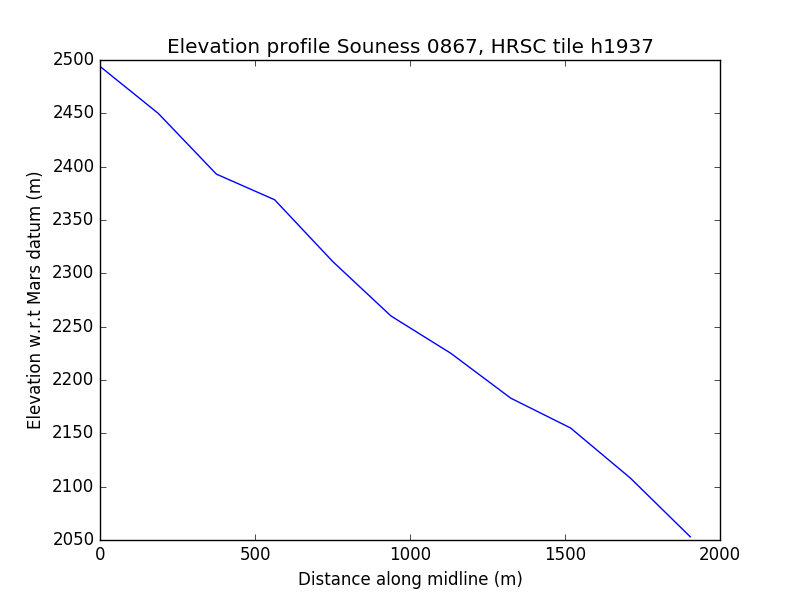 Elevation profile Souness 0867, HRSC tile h1937
2500
2450
2400
2350
2300
2250
2200
2150
2100
2050
Elevation w.r.t Mars datum (m)
0 500 1000 1500 2000
Distance along midline (m)